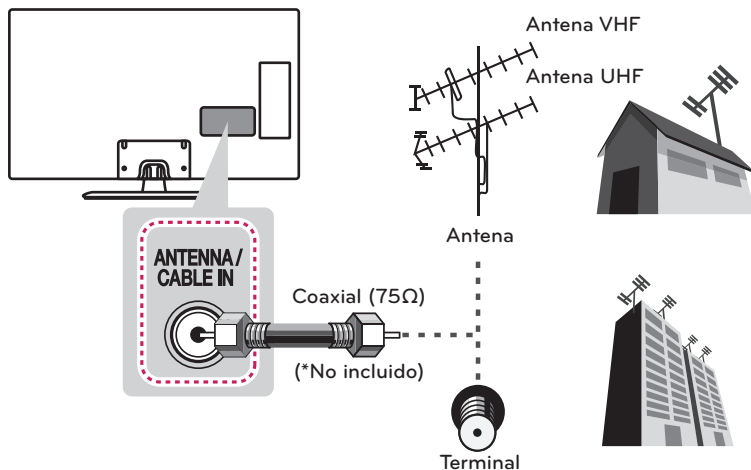 Antena VHF
Antena UHF
Antena
ANTENNA /
CABLE IN
Coaxial (75Ω)
(*No incluido)
Terminal